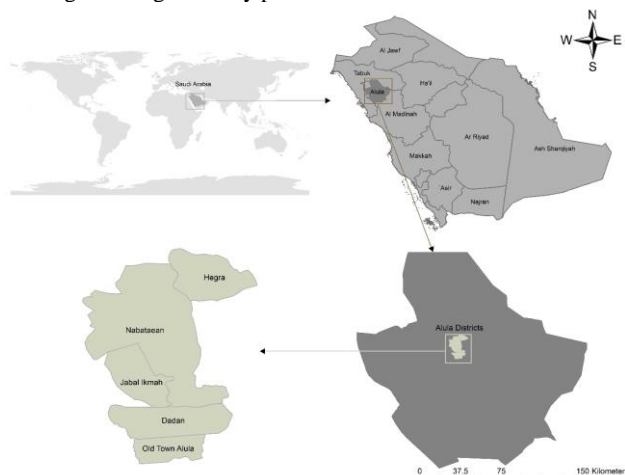 N
W E
S
Saudi Arabia
Al Jawf
Tabuk
Ha'il
Alula
Al Madinah
Ar Riyad
Ash Sharqiyah
Makkah
'Asir
Najran
Hegra
Nabataean
Jabal Ikmah
Dadan
Old Town Alula
Alula Districts
0 37.5 75 150 Kilometer